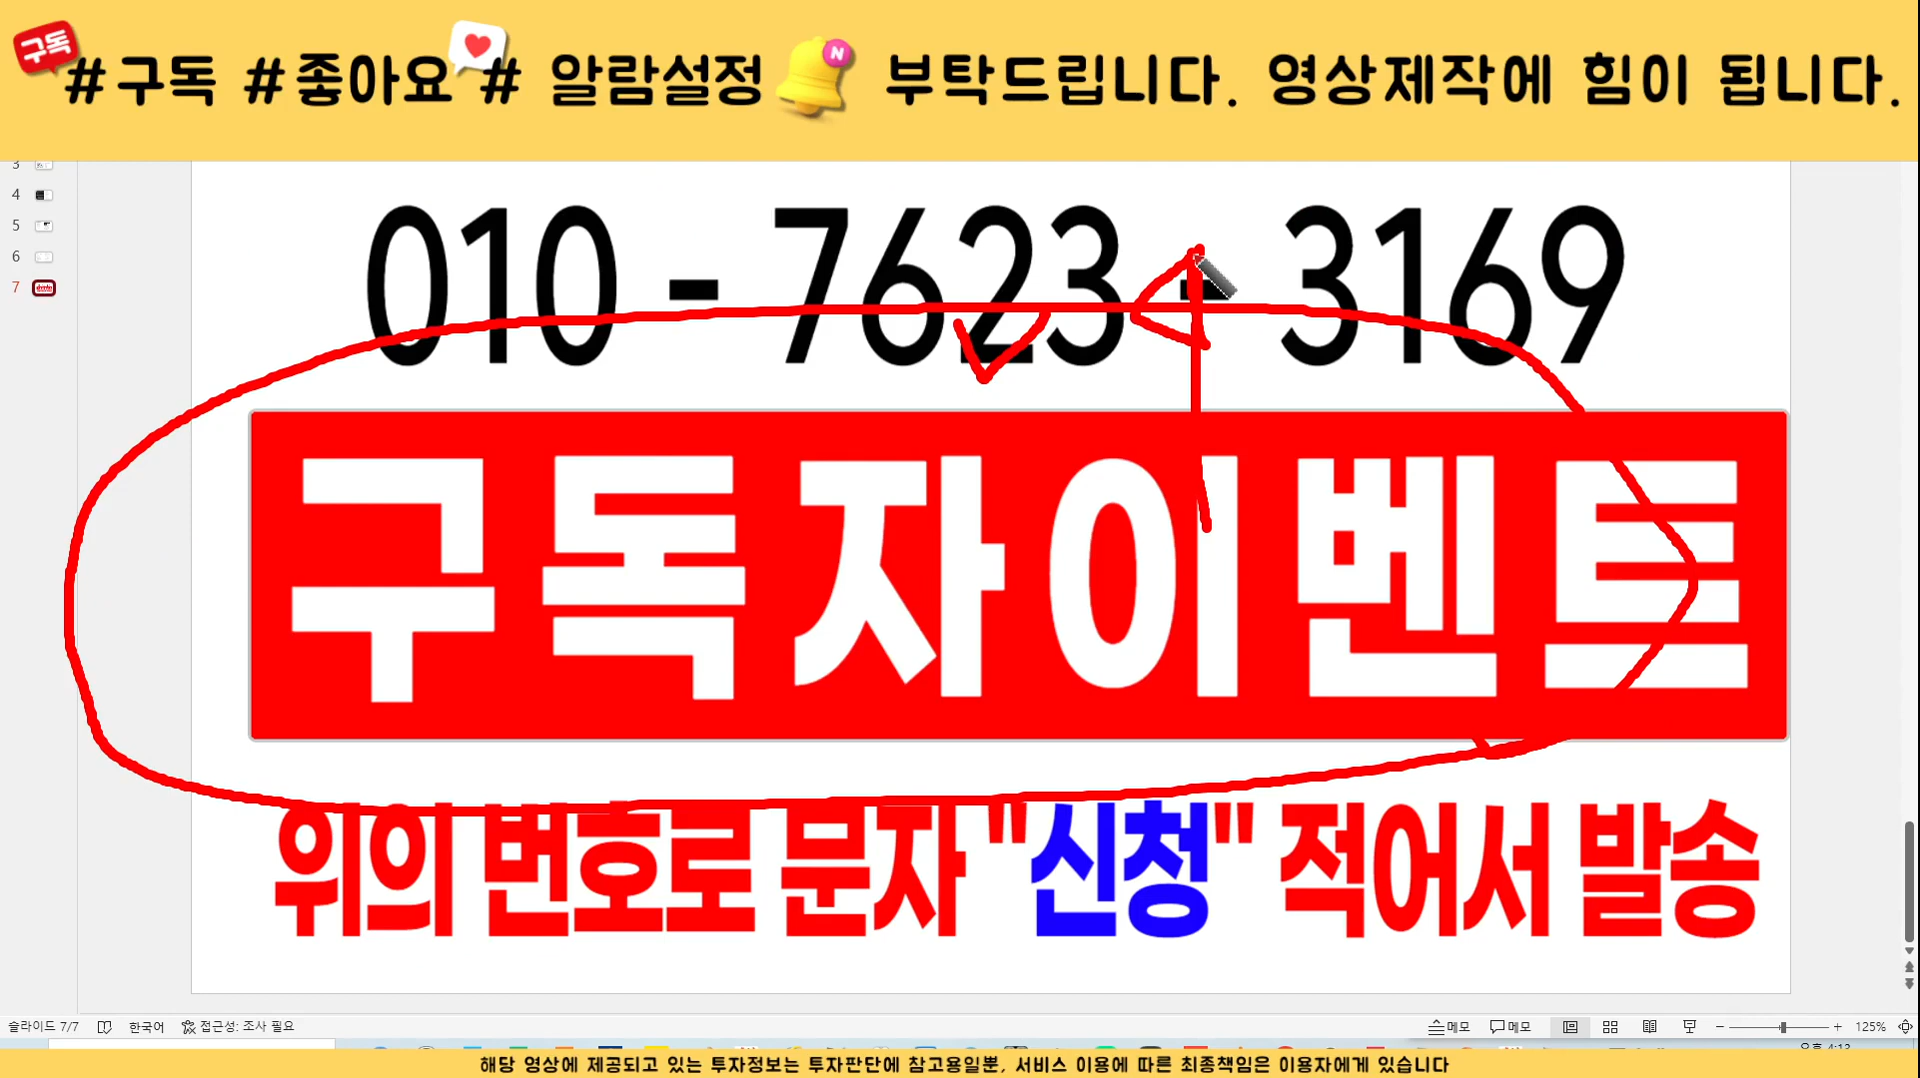 구독
#구독 #좋아요 # 알람설정 N 부탁드립니다. 영상제작에 힘이 됩니다.
3
4
5
6
7
010 - 7623 - 3169
구독자이벤트
위의 번호로 문자 "신청" 적어서 발송
슬라이드 7/7 한국어 접근성: 조사 필요 메모 메모 125%
해당 영상에 제공되고 있는 투자정보는 투자판단에 참고용일뿐, 서비스 이용에 따른 최종책임은 이용자에게 있습니다